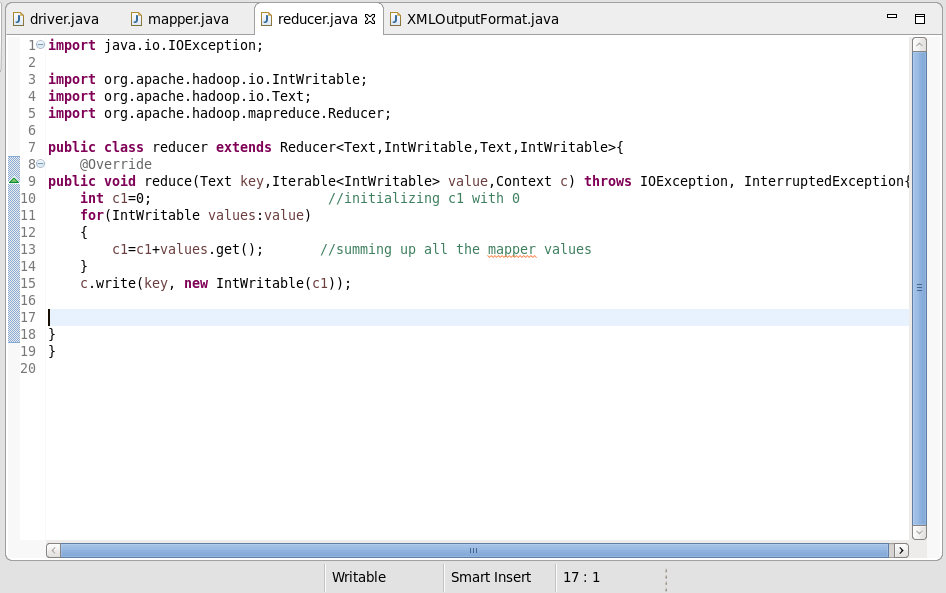 driver.java mapper.java reducer.java XMLOutputFormat.java
1 import java.io.IOException;
2
3 import org.apache.hadoop.io.IntWritable;
4 import org.apache.hadoop.io.Text;
5 import org.apache.hadoop.mapreduce.Reducer;
6
7 public class reducer extends Reducer<Text,IntWritable,Text,IntWritable>{
8     @Override
9 public void reduce(Text key,Iterable<IntWritable> value,Context c) throws IOException, InterruptedException{
10     int c1=0;                      //initializing c1 with 0
11     for(IntWritable values:value)
12     {
13         c1=c1+values.get();       //summing up all the mapper values
14     }
15     c.write(key, new IntWritable(c1));
16
17
18 }
19 }
20
Writable Smart Insert 17 : 1